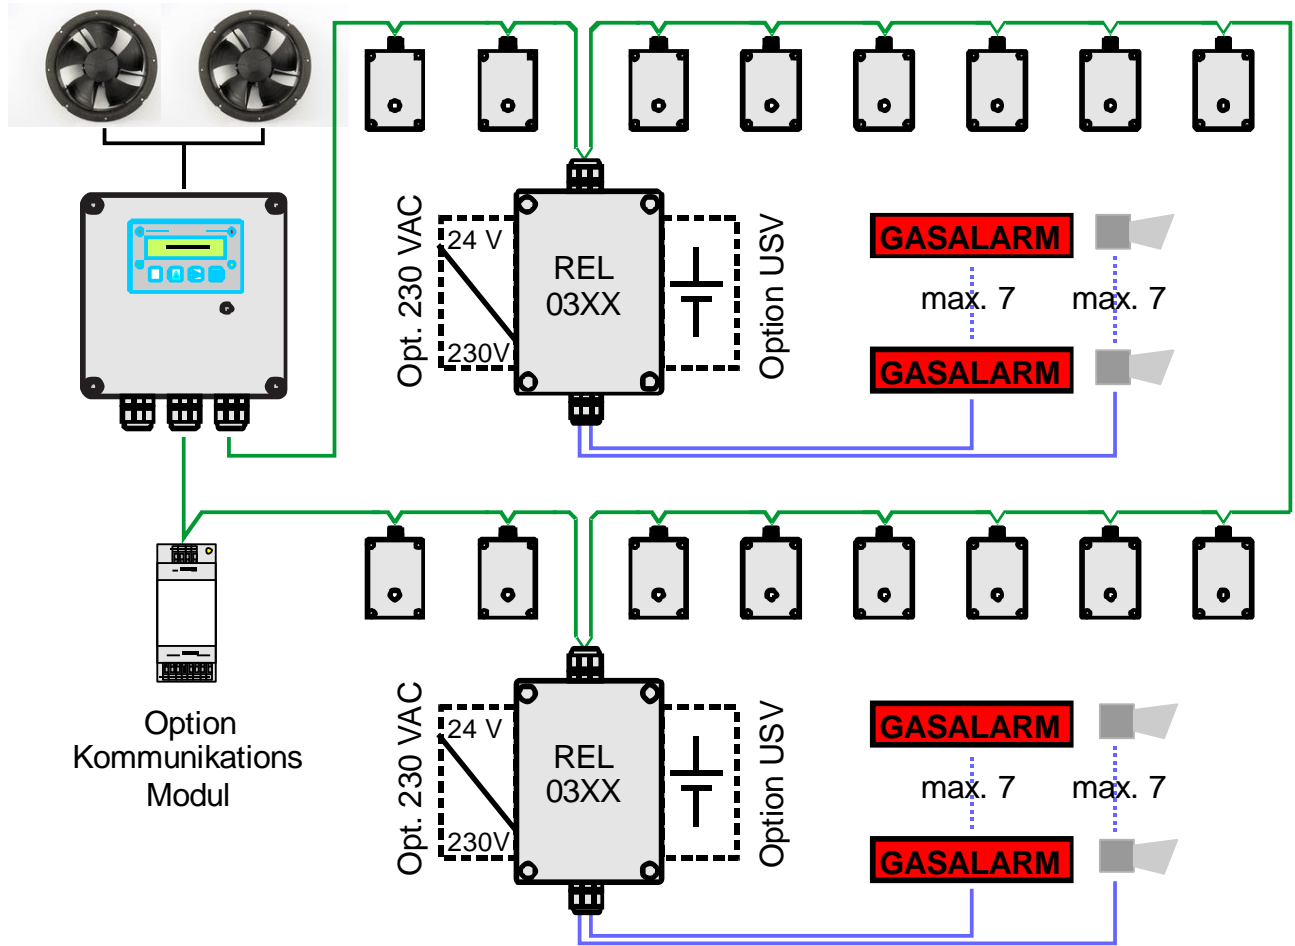 Opt. 230 VAC
24 V
230V
REL
03XX
Option USV
GASALARM
max. 7
max. 7
GASALARM
Option
Kommunikations
Modul
Opt. 230 VAC
24 V
230V
REL
03XX
Option USV
GASALARM
max. 7
max. 7
GASALARM